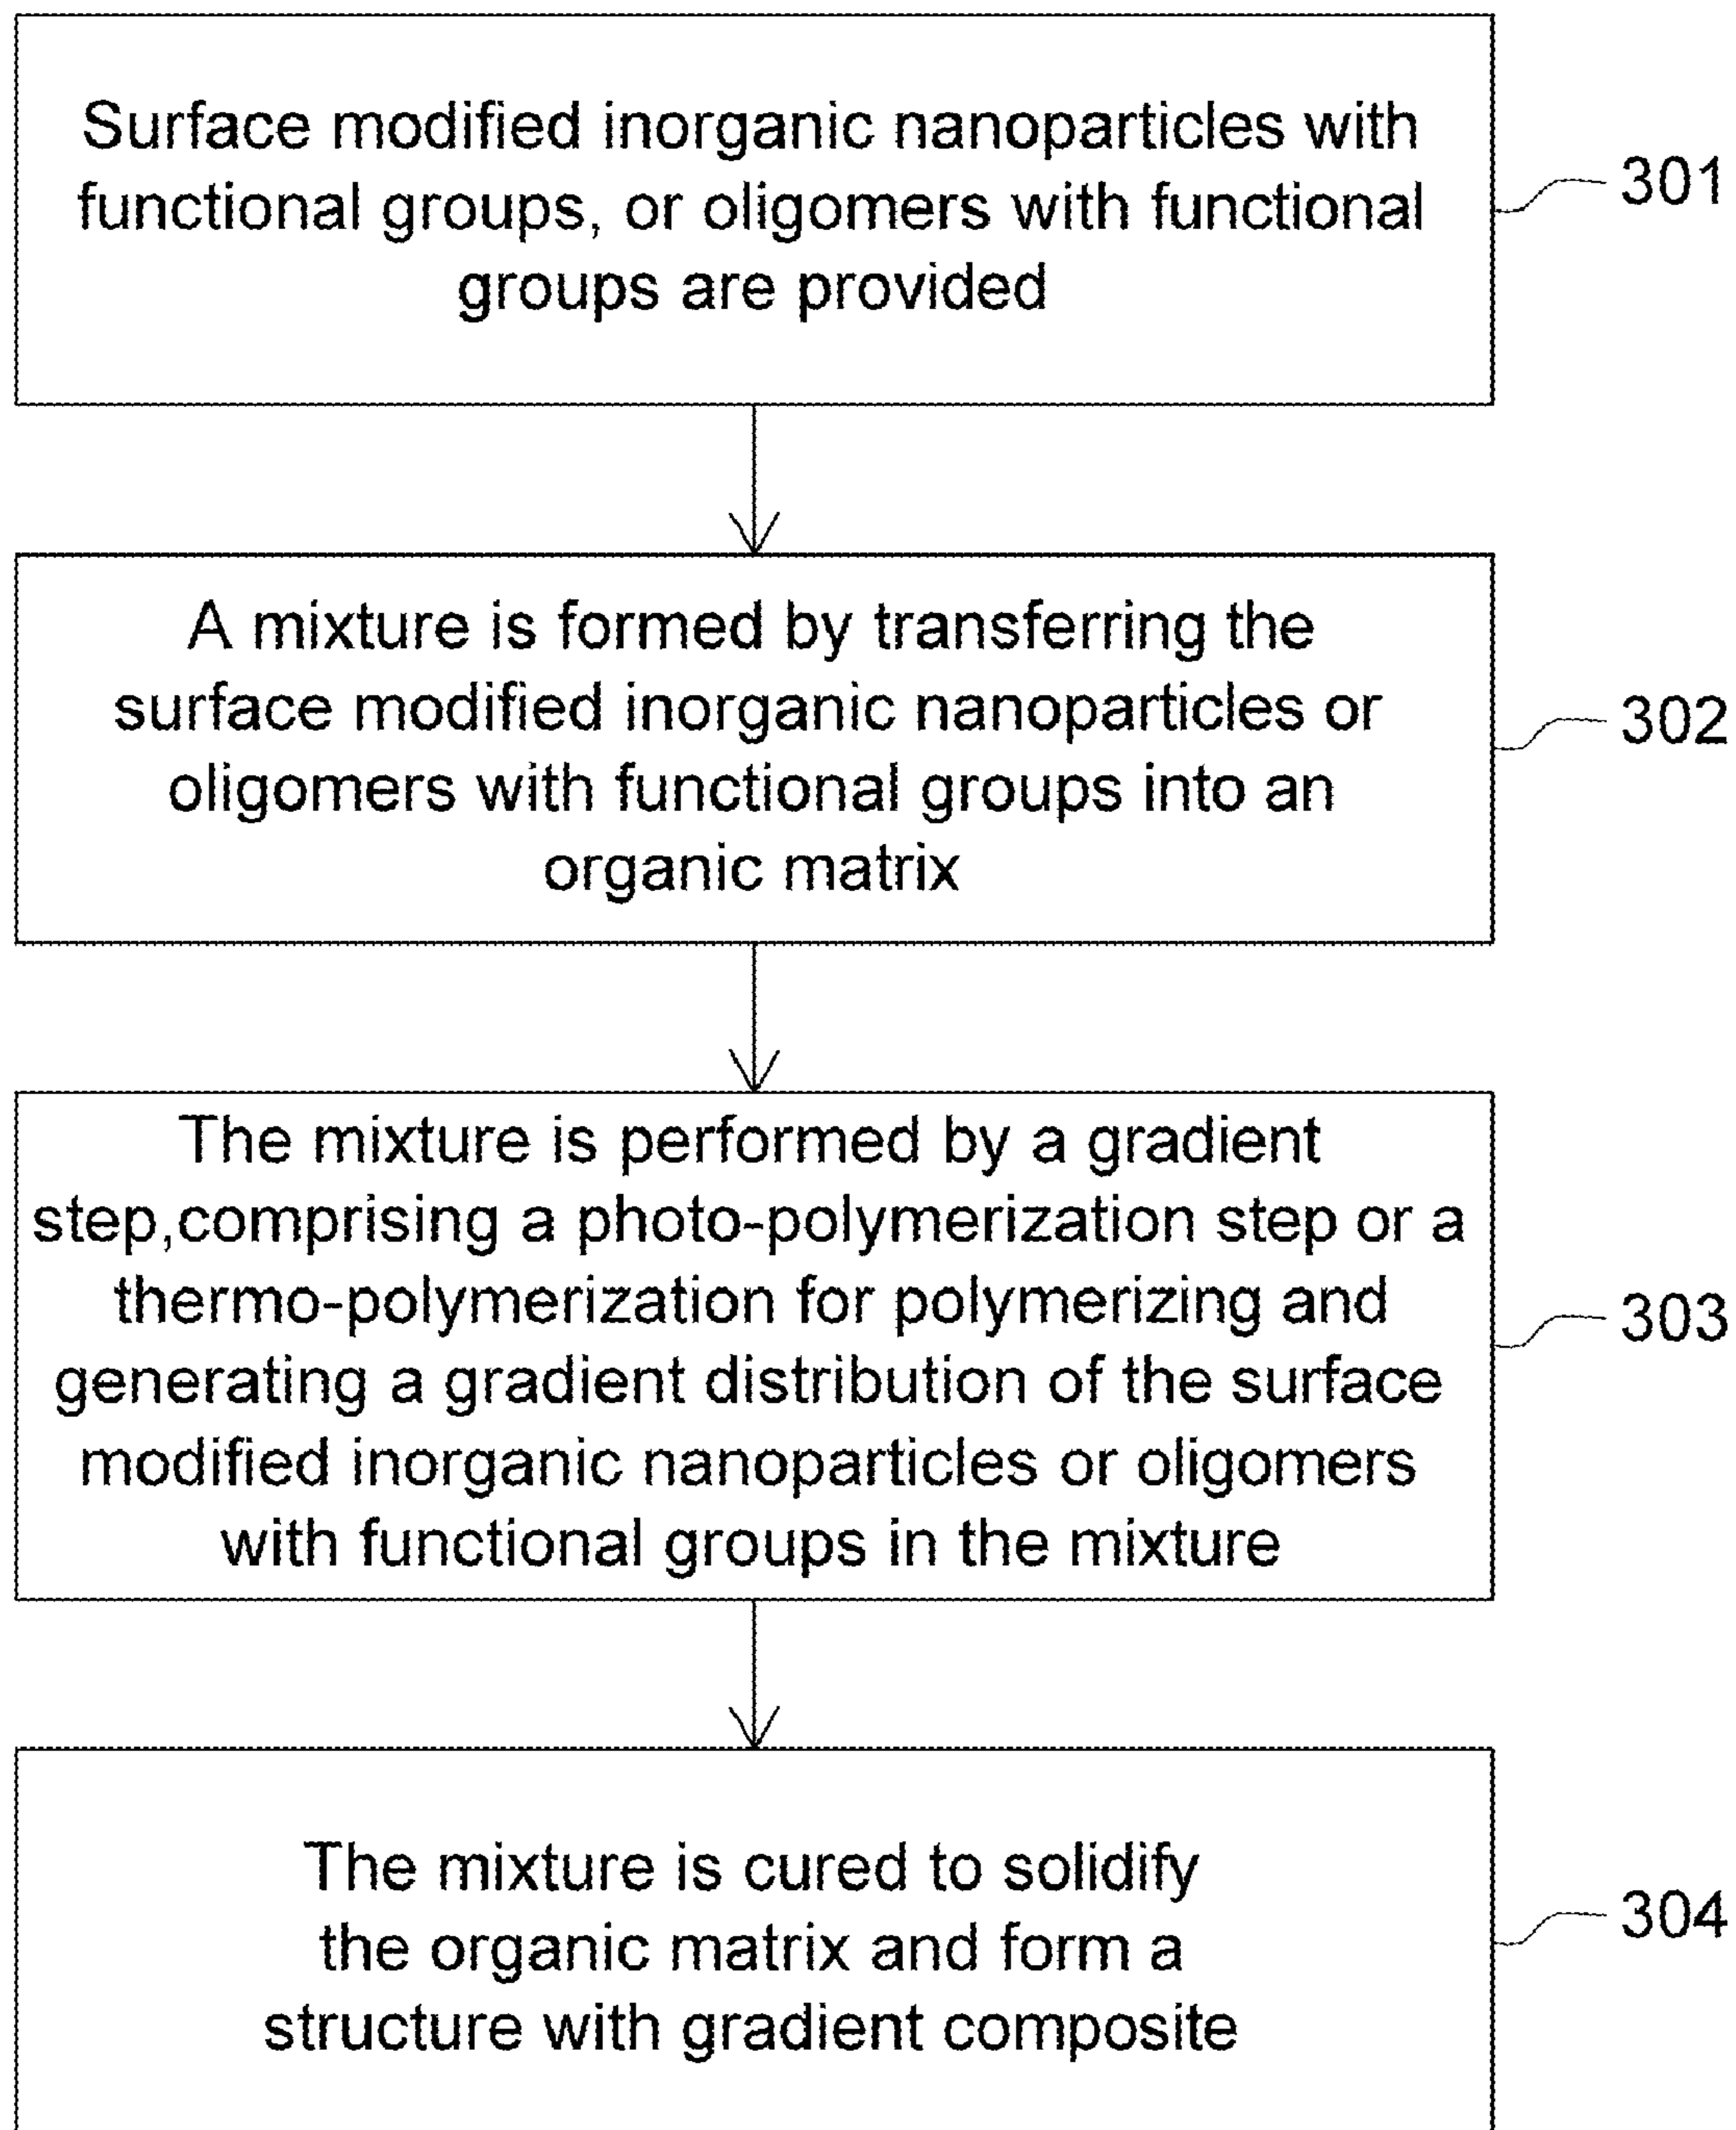 Surface modified inorganic nanoparticles with
functional groups, or oligomers with functional
groups are provided
301
A mixture is formed by transferring the
surface modified inorganic nanoparticles or
oligomers with functional groups into an
organic matrix
302
The mixture is performed by a gradient
step,comprising a photo-polymerization step or a
thermo-polymerization for polymerizing and
generating a gradient distribution of the surface
modified inorganic nanoparticles or oligomers
with functional groups in the mixture
303
The mixture is cured to solidify
the organic matrix and form a
structure with gradient composite
304